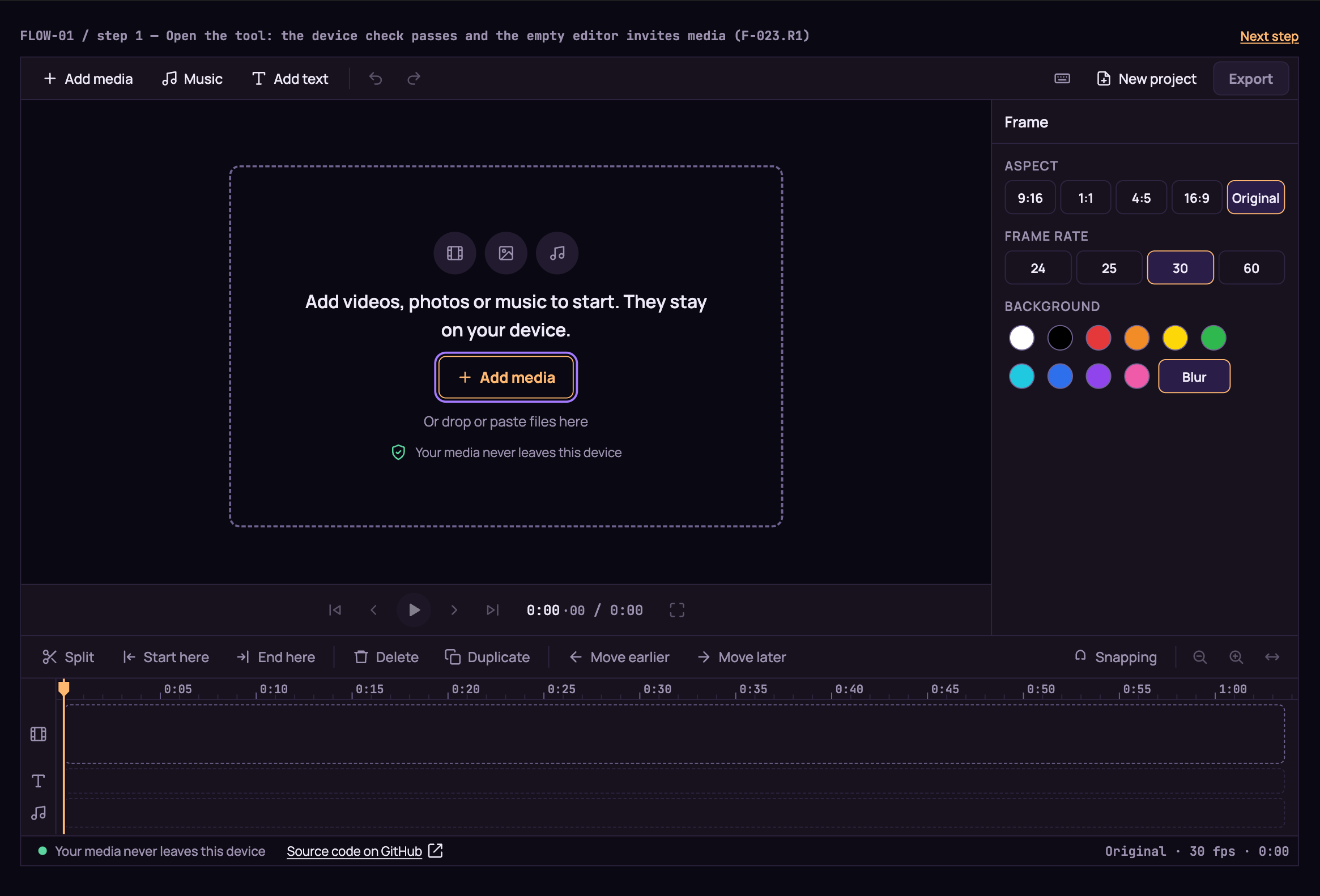 FLOW-01 / step 1 — Open the tool: the device check passes and the empty editor invites media (F-023.R1)
Next step
Add media
Music
Add text
New project
Export
Frame
ASPECT
9:16
1:1
4:5
16:9
Original
FRAME RATE
24
25
30
60
BACKGROUND
Blur
Add videos, photos or music to start. They stay
on your device.
Add media
Or drop or paste files here
Your media never leaves this device
0:00·00 / 0:00
Split
Start here
End here
Delete
Duplicate
Move earlier
Move later
Snapping
0:05
0:10
0:15
0:20
0:25
0:30
0:35
0:40
0:45
0:50
0:55
1:00
Your media never leaves this device
Source code on GitHub
Original · 30 fps · 0:00